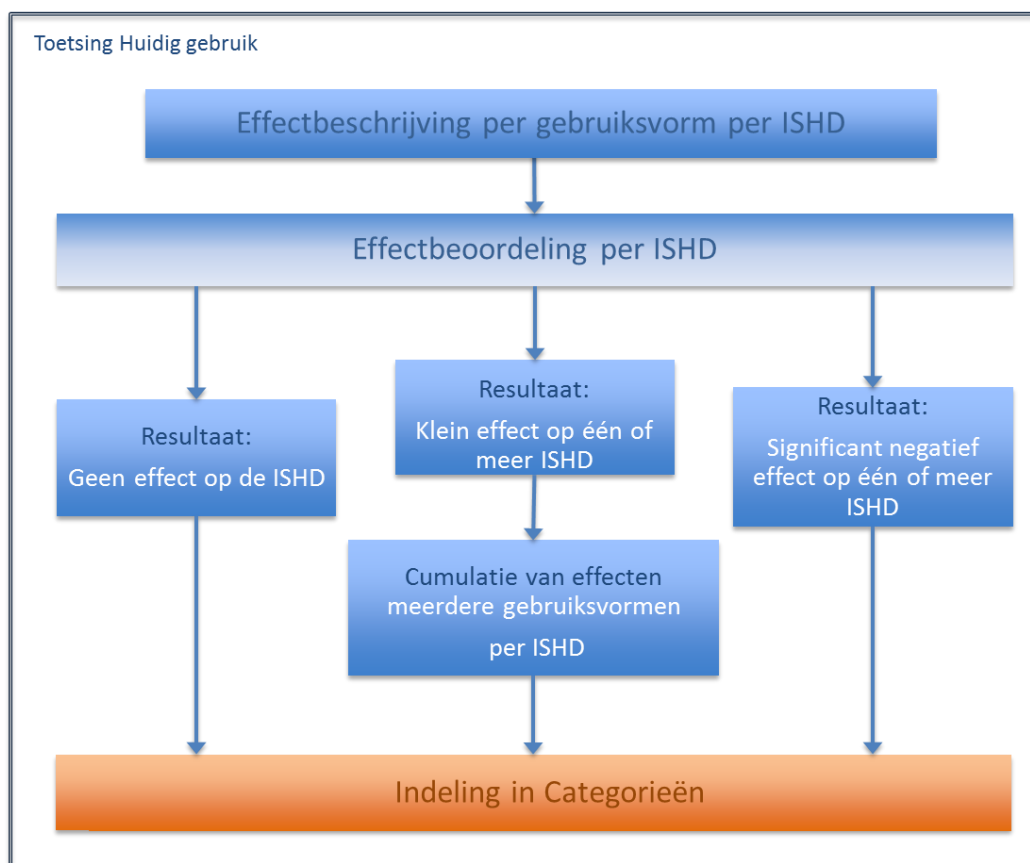 Toetsing Huidig gebruik
Effectbeschrijving per gebruiksvorm per ISHD
Effectbeoordeling per ISHD
Resultaat:
Geen effect op de ISHD
Resultaat:
Klein effect op één of
meer ISHD
Resultaat:
Significant negatief
effect op één of meer
ISHD
Cumulatie van effecten
meerdere gebruiksvormen
per ISHD
Indeling in Categorieën